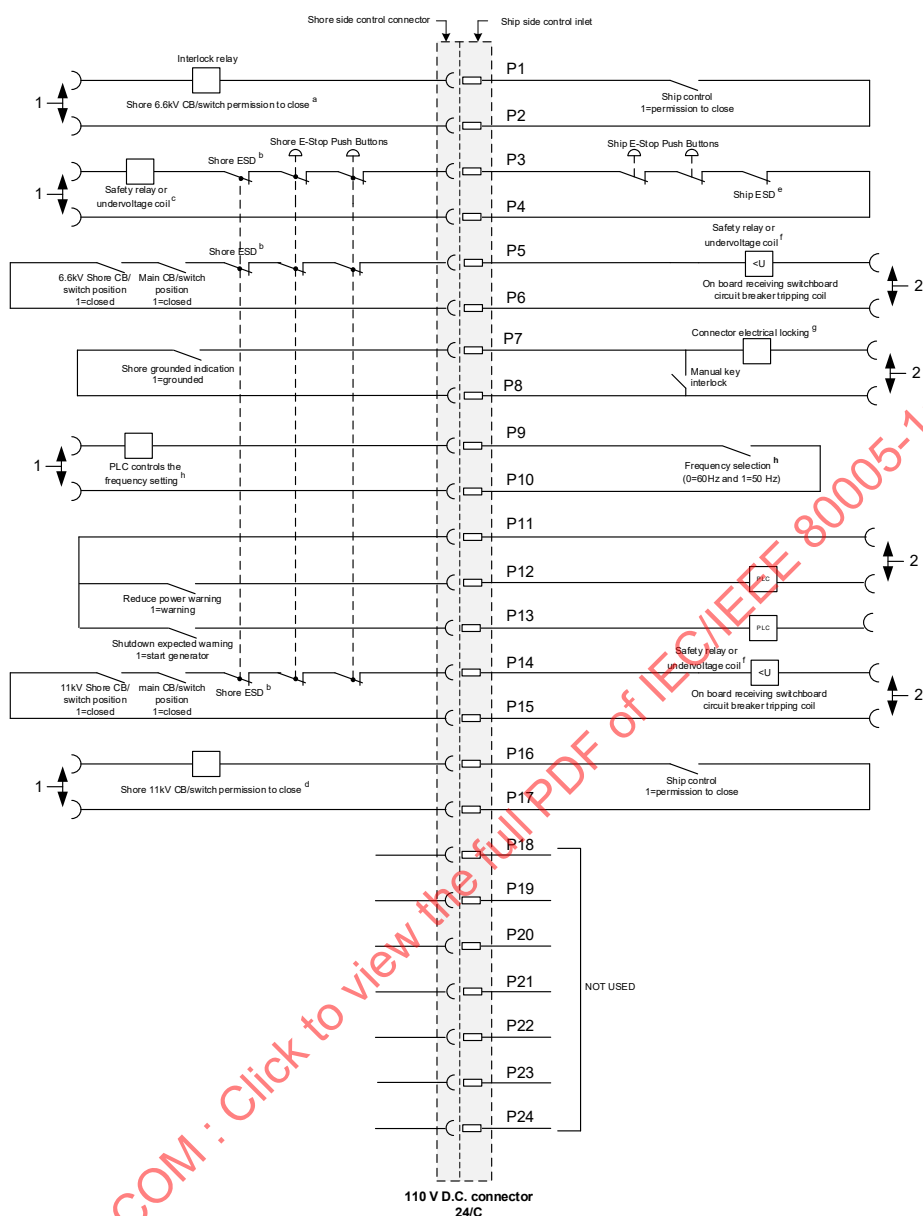 Shore side control connector
Ship side control inlet
Interlock relay
P1
1
Shore 6.6kV CB/switch permission to close a
Ship control
1=permission to close
P2
Shore E-Stop Push Buttons
Ship E-Stop Push Buttons
Shore ESD b
P3
1
Safety relay or
undervoltage coil c
Ship ESD e
P4
Safety relay or
undervoltage coil f
Shore ESD b
P5
<U
6.6kV Shore CB/
switch position
1=closed
Main CB/switch
position
1=closed
On board receiving switchboard
circuit breaker tripping coil
2
P6
Connector electrical locking g
P7
Shore grounded indication
1=grounded
Manual key
interlock
2
P8
P9
1
PLC controls the
frequency setting h
Frequency selection h
(0=60Hz and 1=50 Hz)
P10
P11
2
P12
PLC
Reduce power warning
1=warning
P13
PLC
Shutdown expected warning
1=start generator
Safety relay or
undervoltage coil f
P14
<U
11kV Shore CB/
switch position
1=closed
main CB/switch
position
1=closed
Shore ESD b
On board receiving switchboard
circuit breaker tripping coil
2
P15
P16
1
Shore 11kV CB/switch permission to close d
Ship control
1=permission to close
P17
P18
P19
P20
P21
NOT USED
P22
P23
P24
110 V D.C. connector
24/C
COM : Click to view the full PDF of IEC/IEEE 80005-1